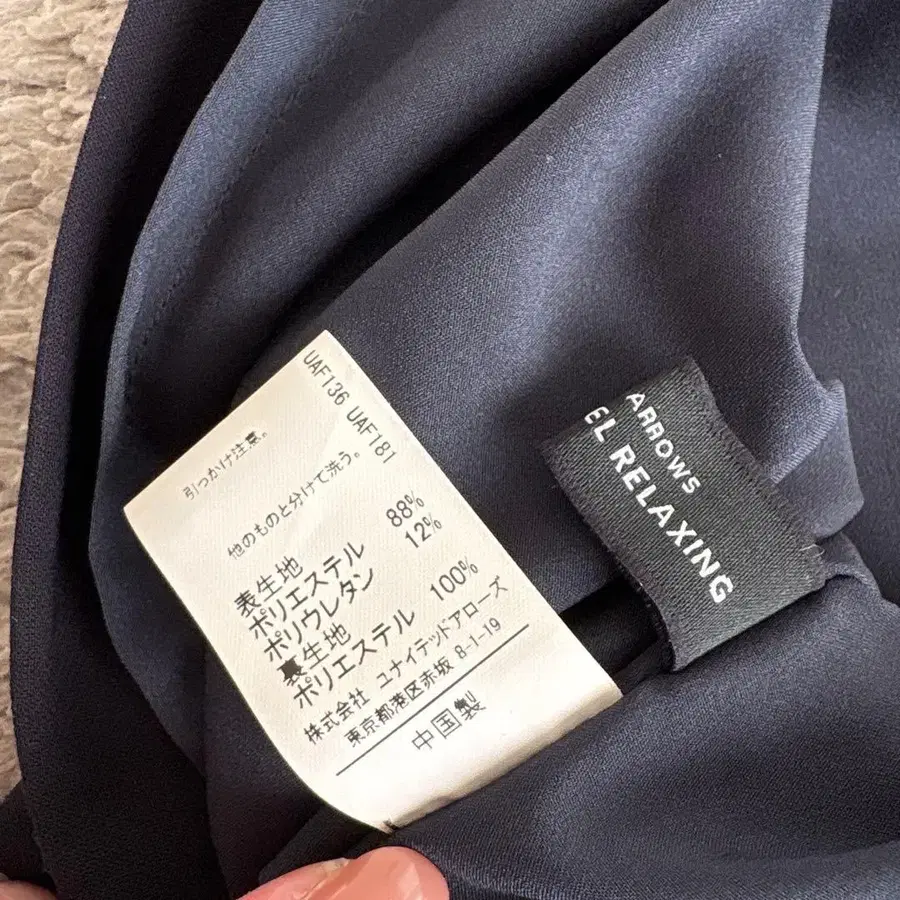 UAF136 UAF181
引っかけ注意。
他のものと分けて洗う。
表生地
ポリエステル 88%
ポリウレタン 12%
裏生地
ポリエステル 100%
株式会社 ユナイテッドアローズ
東京都港区赤坂 8-1-19
中国製
ARROWS
EL RELAXING